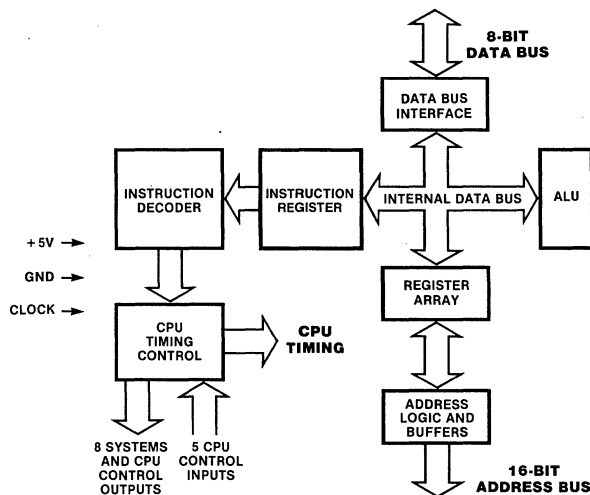 8-BIT
DATA BUS
DATA BUS
INTERFACE
INSTRUCTION
DECODER
INSTRUCTION
REGISTER
INTERNAL DATA BUS
ALU
+5V
GND
CLOCK
REGISTER
ARRAY
CPU
TIMING
CONTROL
CPU
TIMING
ADDRESS
LOGIC AND
BUFFERS
8 SYSTEMS
AND CPU
CONTROL
OUTPUTS
5 CPU
CONTROL
INPUTS
16-BIT
ADDRESS BUS